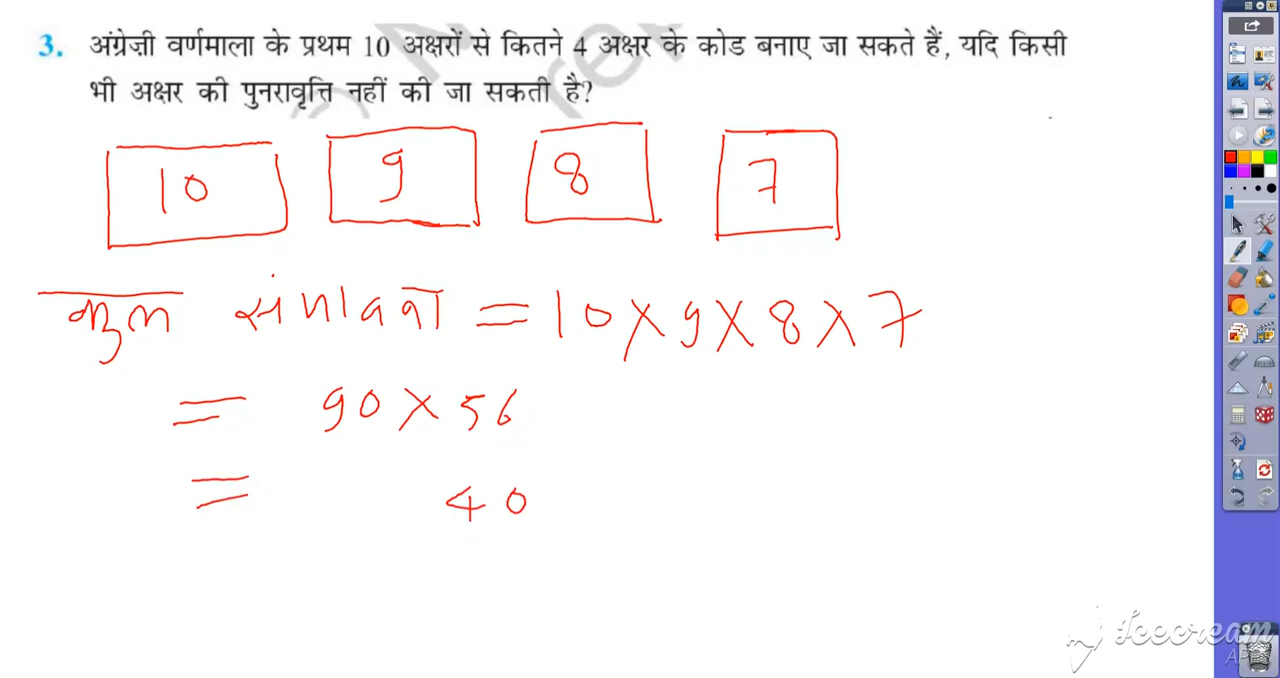 3. अंग्रेज़ी वर्णमाला के प्रथम 10 अक्षरों से कितने 4 अक्षर के कोड बनाए जा सकते हैं, यदि किसी
भी अक्षर की पुनरावृत्ति नहीं की जा सकती है?
10 9 8 7
कुल = 10 × 9 × 8 × 7
= 90 × 56
= 40
Icecream